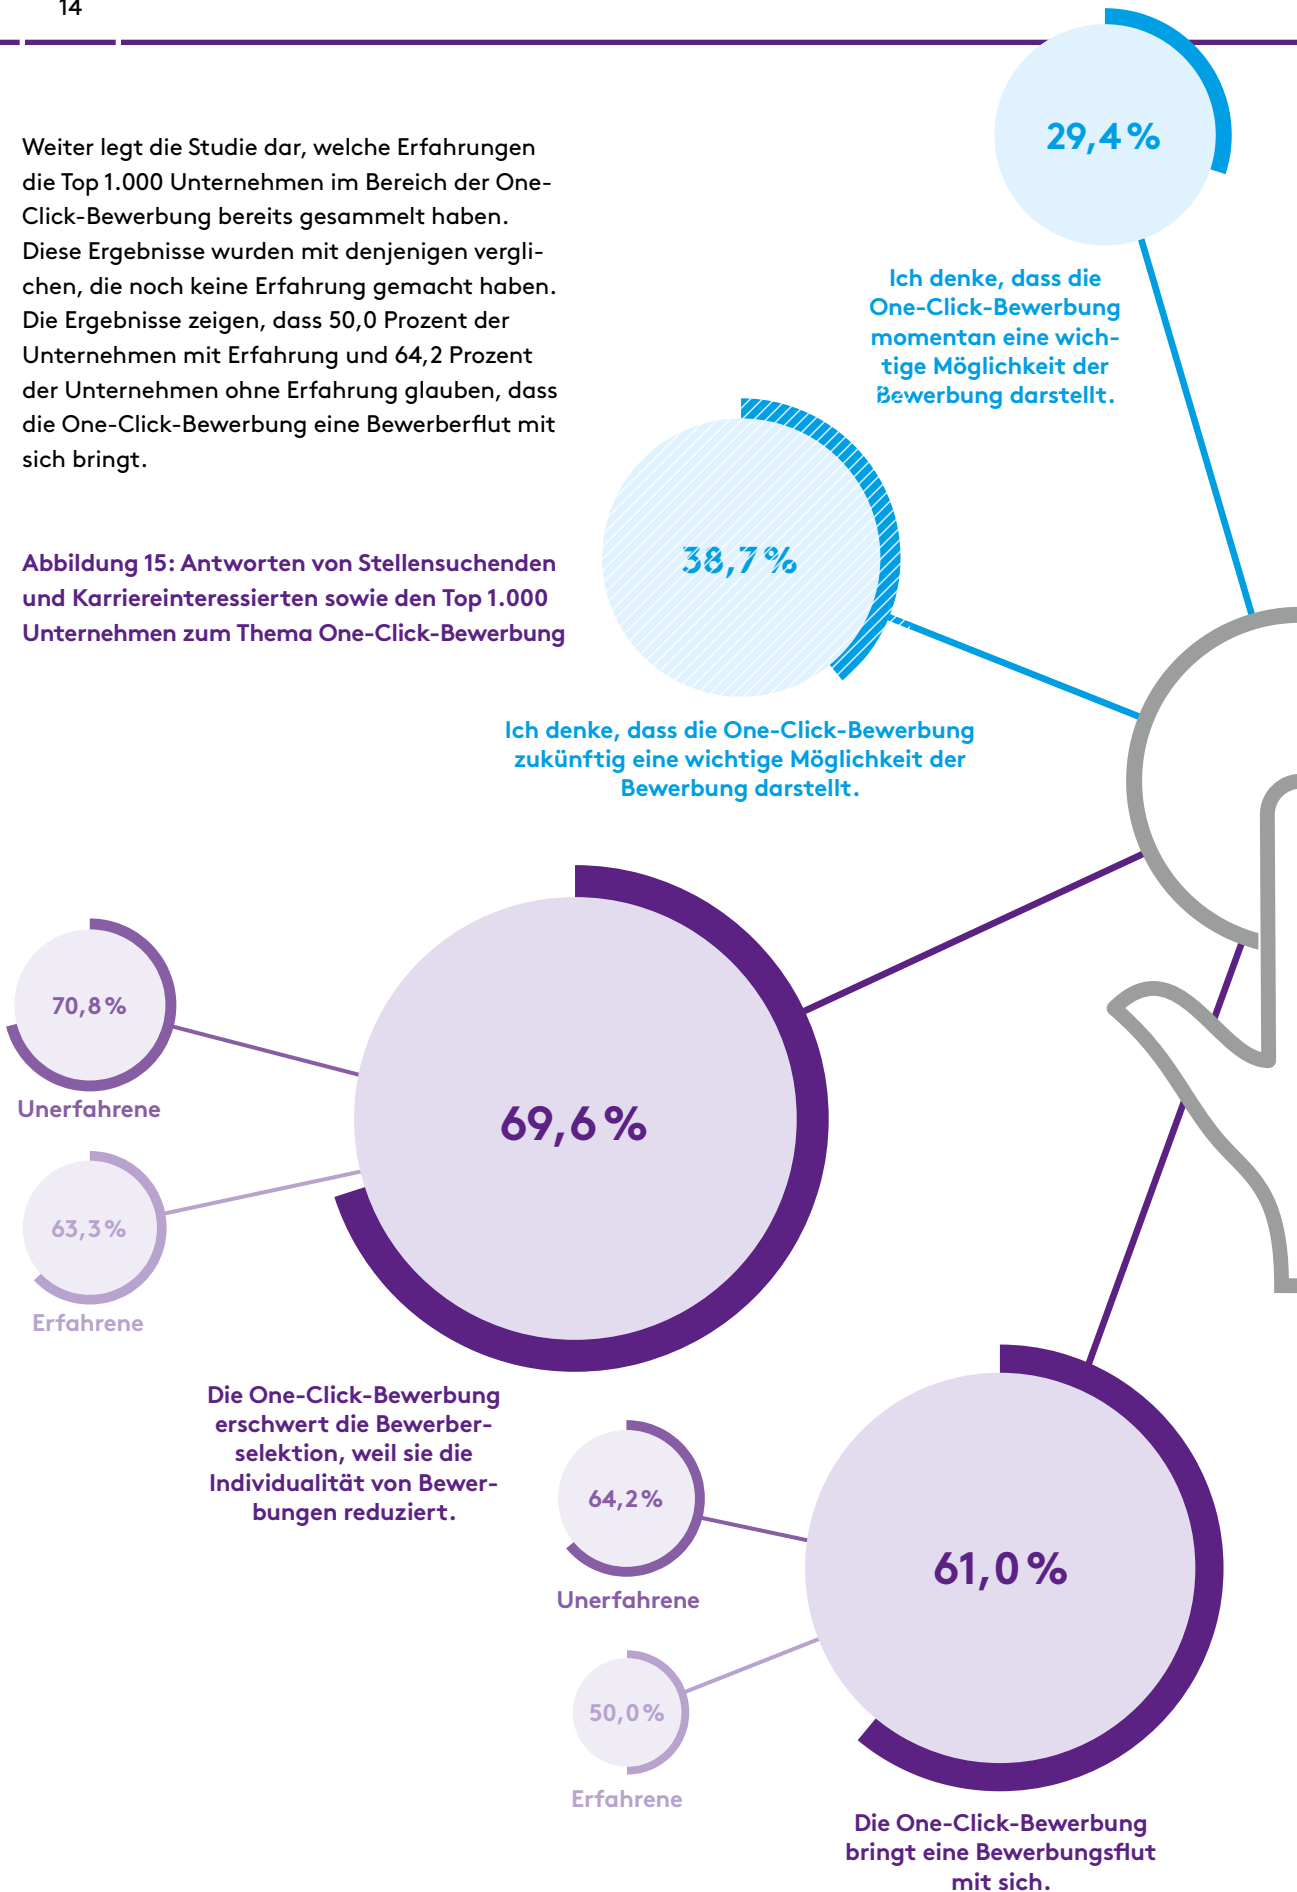 14
Weiter legt die Studie dar, welche Erfahrungen
die Top 1.000 Unternehmen im Bereich der One-
Click-Bewerbung bereits gesammelt haben.
Diese Ergebnisse wurden mit denjenigen vergli-
chen, die noch keine Erfahrung gemacht haben.
Die Ergebnisse zeigen, dass 50,0 Prozent der
Unternehmen mit Erfahrung und 64,2 Prozent
der Unternehmen ohne Erfahrung glauben, dass
die One-Click-Bewerbung eine Bewerberflut mit
sich bringt.
Abbildung 15: Antworten von Stellensuchenden
und Karriereinteressierten sowie den Top 1.000
Unternehmen zum Thema One-Click-Bewerbung
29,4 %
Ich denke, dass die
One-Click-Bewerbung
momentan eine wich-
tige Möglichkeit der
Bewerbung darstellt.
38,7 %
Ich denke, dass die One-Click-Bewerbung
zukünftig eine wichtige Möglichkeit der
Bewerbung darstellt.
70,8 %
Unerfahrene
63,3 %
Erfahrene
69,6 %
Die One-Click-Bewerbung
erschwert die Bewerber-
selektion, weil sie die
Individualität von Bewer-
bungen reduziert.
64,2 %
Unerfahrene
50,0 %
Erfahrene
61,0 %
Die One-Click-Bewerbung
bringt eine Bewerbungsflut
mit sich.